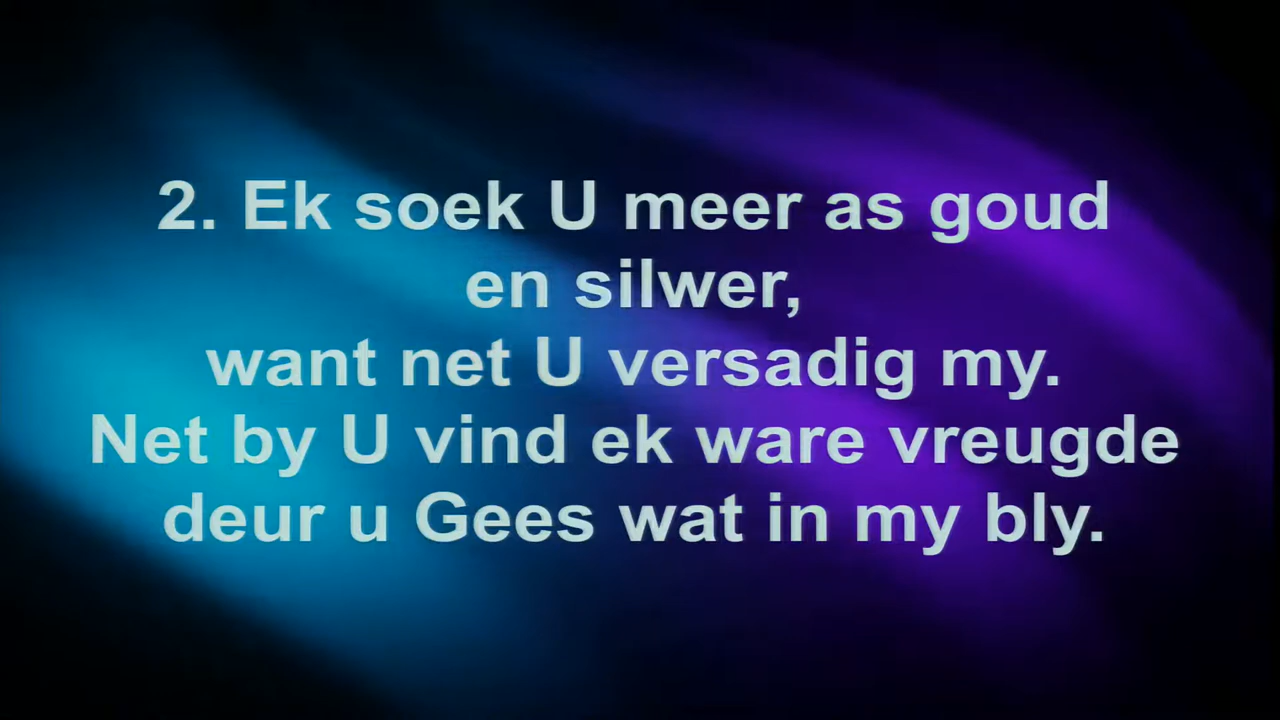 2. Ek soek U meer as goud
en silwer,
want net U versadig my.
Net by U vind ek ware vreugde
deur u Gees wat in my bly.